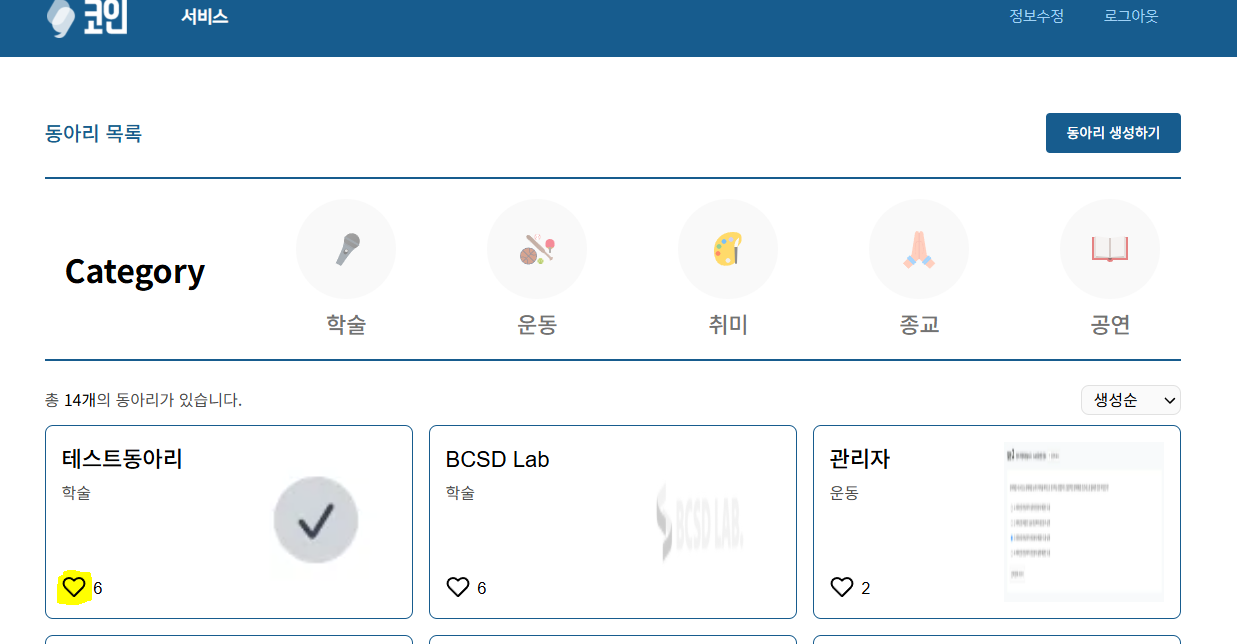 코인
서비스
정보수정
로그아웃
동아리 목록
동아리 생성하기
Category
학술
운동
취미
종교
공연
총 14개의 동아리가 있습니다.
생성순
테스트동아리
학술
6
BCSD Lab
학술
BCSD LAB.
6
관리자
운동
2